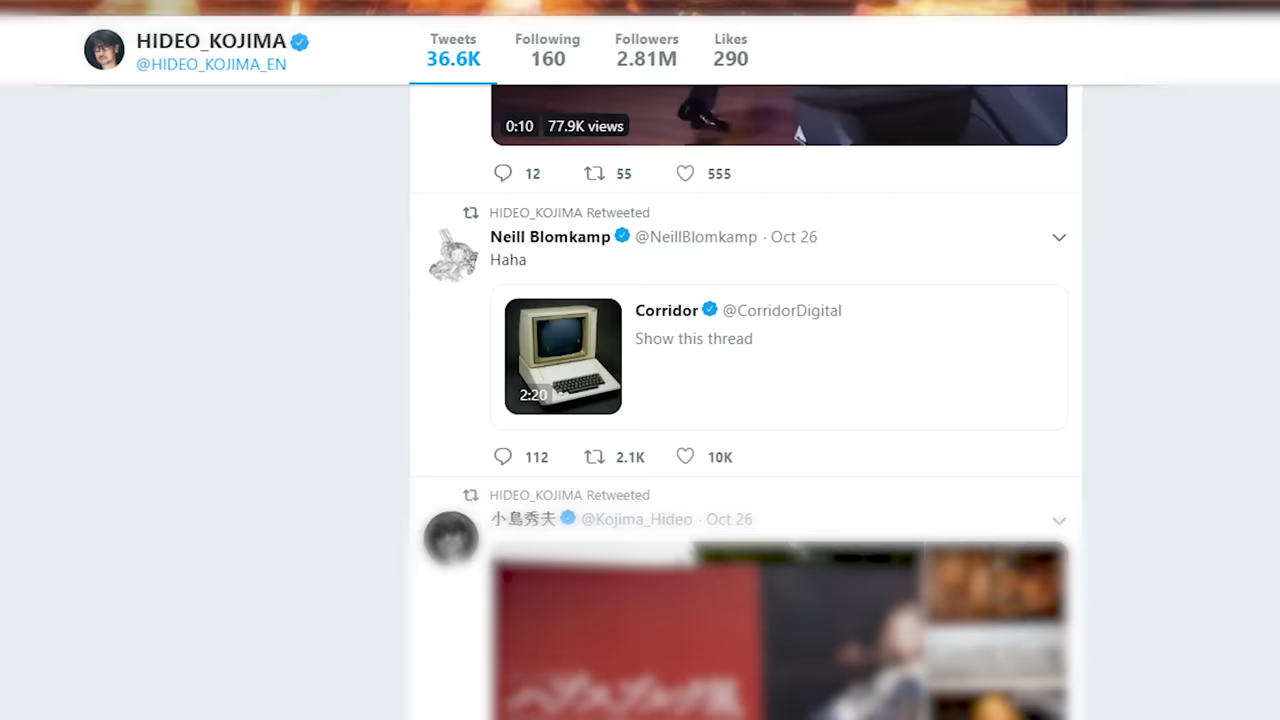 HIDEO_KOJIMA
@HIDEO_KOJIMA_EN
Tweets Following Followers Likes
36.6K 160 2.81M 290
0:10 77.9K views
12 55 555
HIDEO_KOJIMA Retweeted
Neill Blomkamp @NeillBlomkamp · Oct 26
Haha
Corridor @CorridorDigital
Show this thread
2:20
112 2.1K 10K
HIDEO_KOJIMA Retweeted
小島秀夫 @Kojima_Hideo · Oct 26